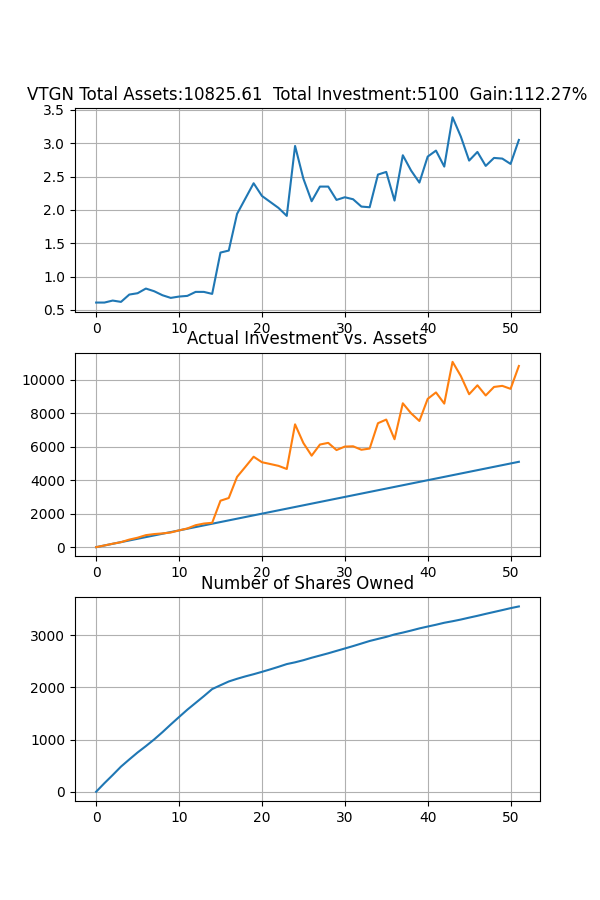 VTGN Total Assets:10825.61  Total Investment:5100  Gain:112.27%
3.5
3.0
2.5
2.0
1.5
1.0
0.5
0 10 20 30 40 50
Actual Investment vs. Assets
10000
8000
6000
4000
2000
0
0 10 20 30 40 50
Number of Shares Owned
3000
2000
1000
0
0 10 20 30 40 50